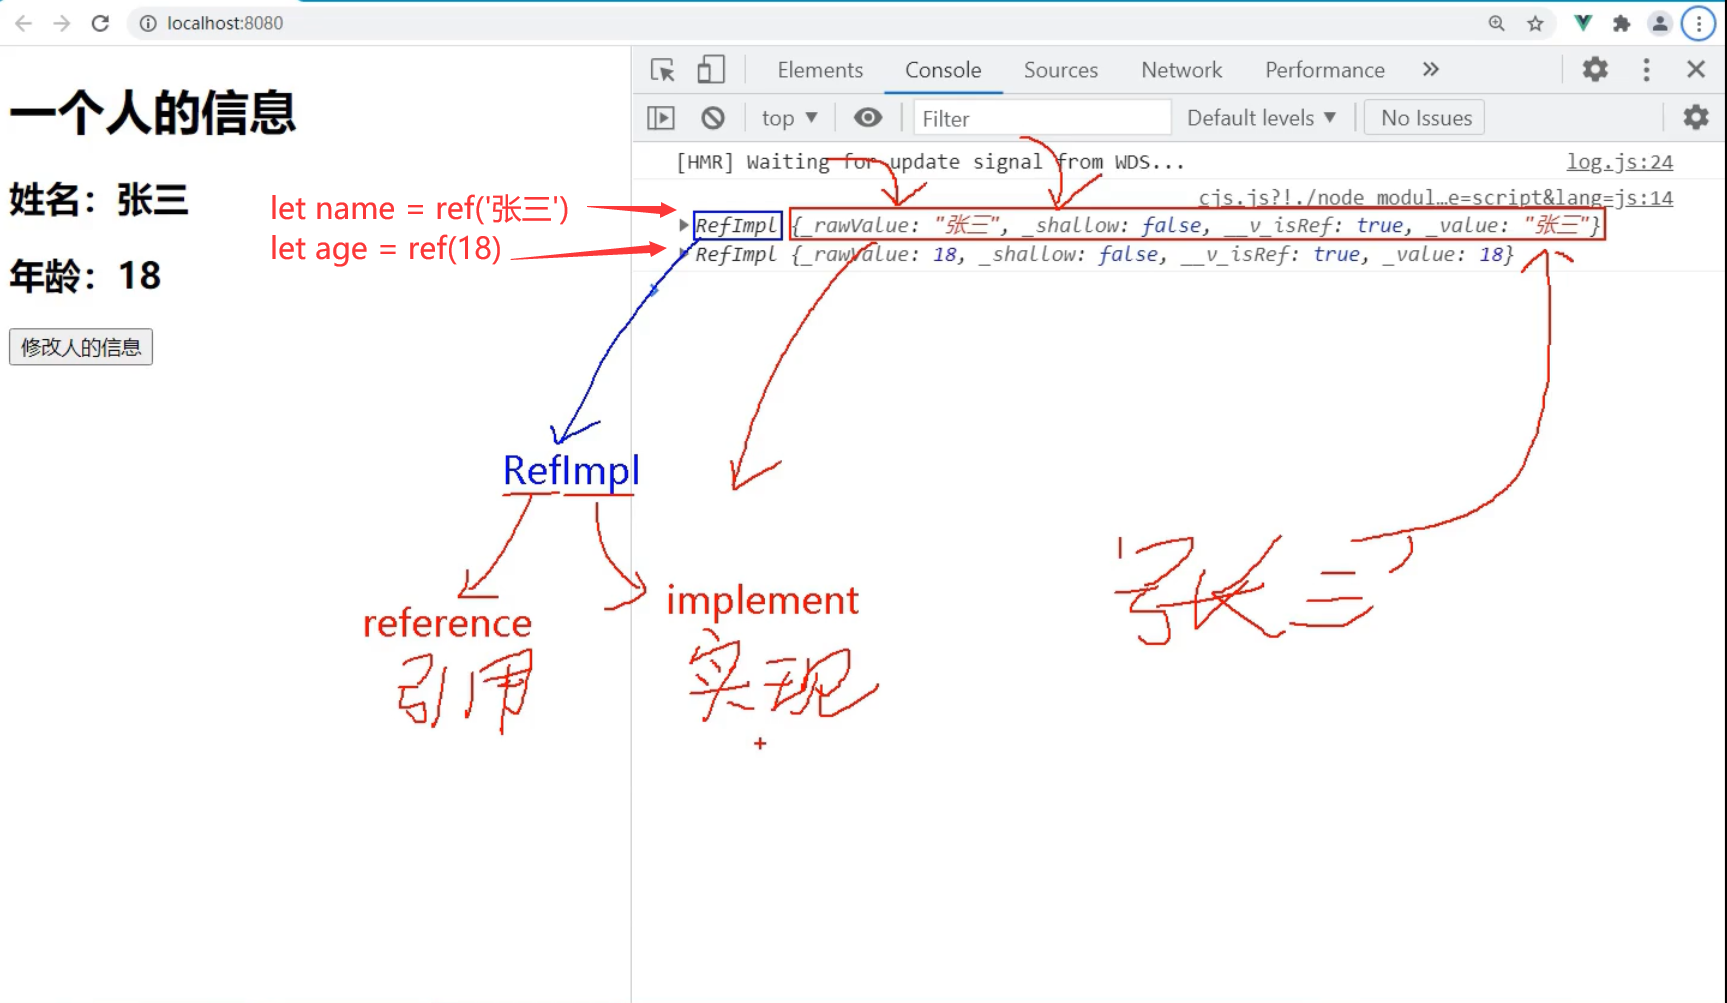 localhost:8080
Elements Console Sources Network Performance
top Filter Default levels No Issues
一个人的信息
姓名：张三
年龄：18
修改人的信息
let name = ref('张三')
let age = ref(18)
[HMR] Waiting for update signal from WDS... log.js:24
cjs.js?!./node_modul…e=script&lang=js:14
RefImpl {_rawValue: "张三", _shallow: false, __v_isRef: true, _value: "张三"}
RefImpl {_rawValue: 18, _shallow: false, __v_isRef: true, _value: 18}
RefImpl
reference
引用
implement
实现
'张三'